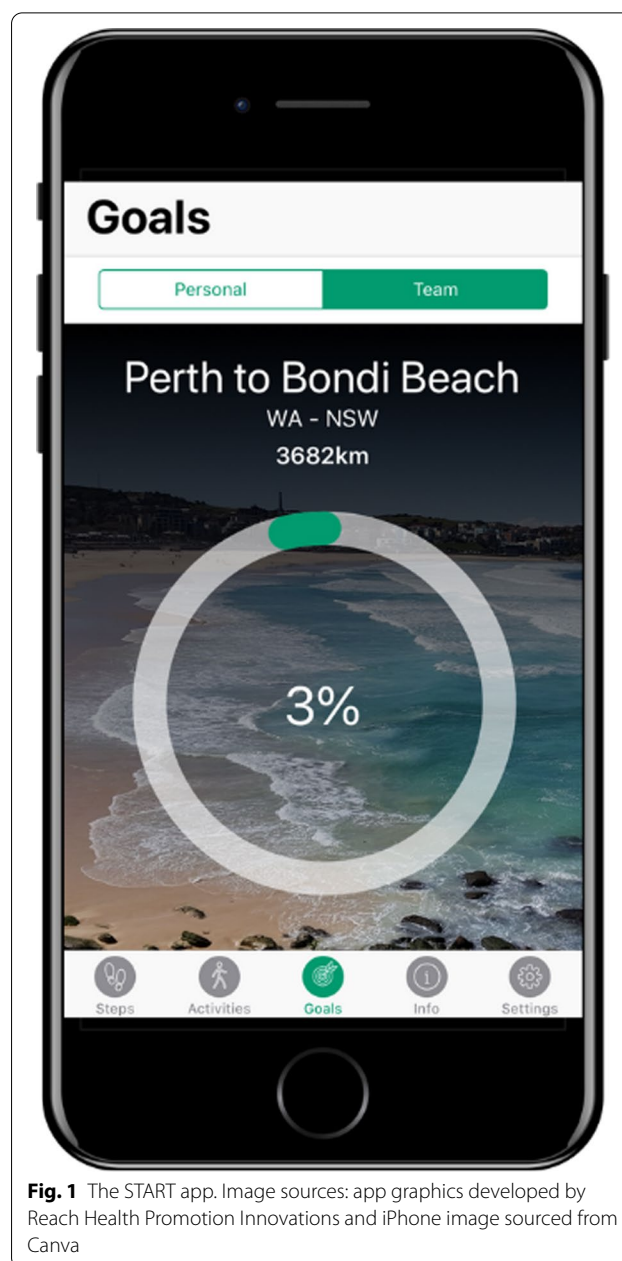 Goals
Personal Team
Perth to Bondi Beach
WA - NSW
3682km
3%
Steps Activities Goals Info Settings
Fig. 1 The START app. Image sources: app graphics developed by
Reach Health Promotion Innovations and iPhone image sourced from
Canva